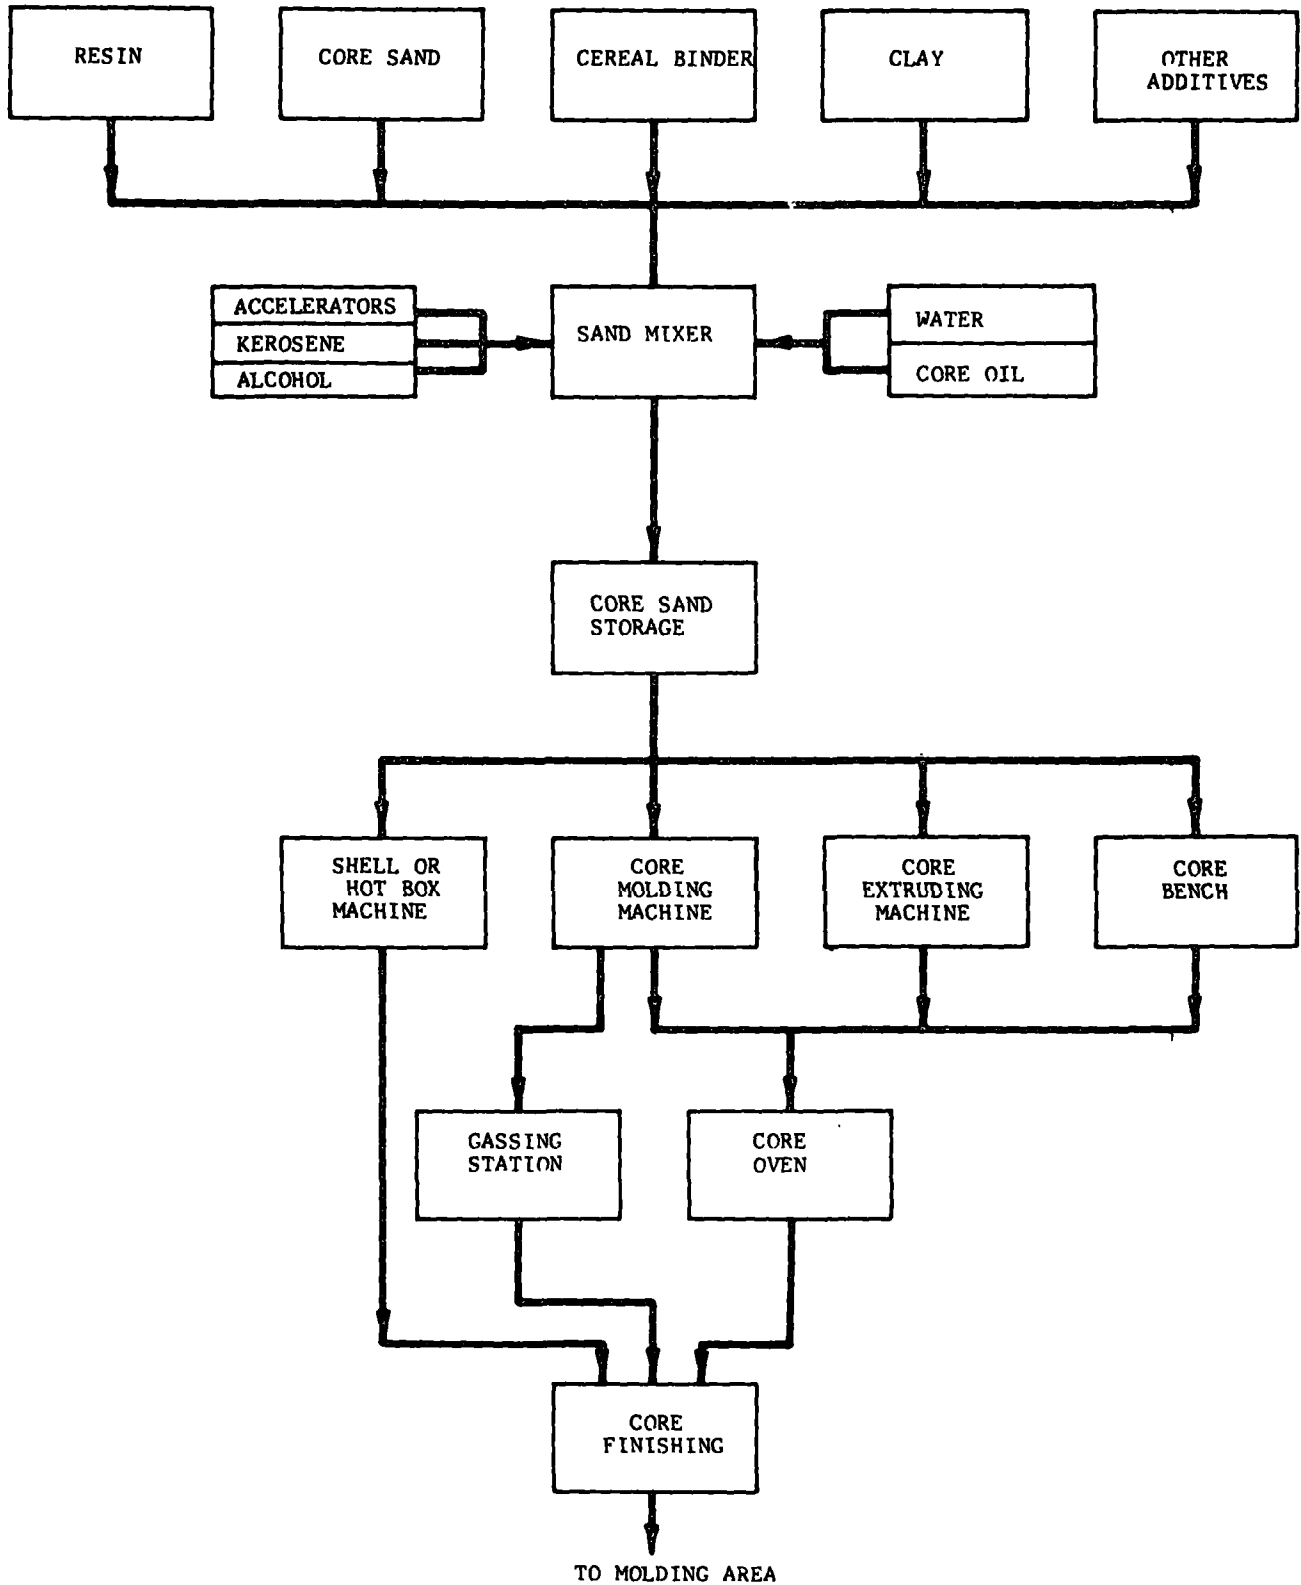 RESIN
CORE SAND
CEREAL BINDER
CLAY
OTHER
ADDITIVES
ACCELERATORS
KEROSENE
ALCOHOL
SAND MIXER
WATER
CORE OIL
CORE SAND
STORAGE
SHELL OR
HOT BOX
MACHINE
CORE
MOLDING
MACHINE
CORE
EXTRUDING
MACHINE
CORE
BENCH
GASSING
STATION
CORE
OVEN
CORE
FINISHING
TO MOLDING AREA